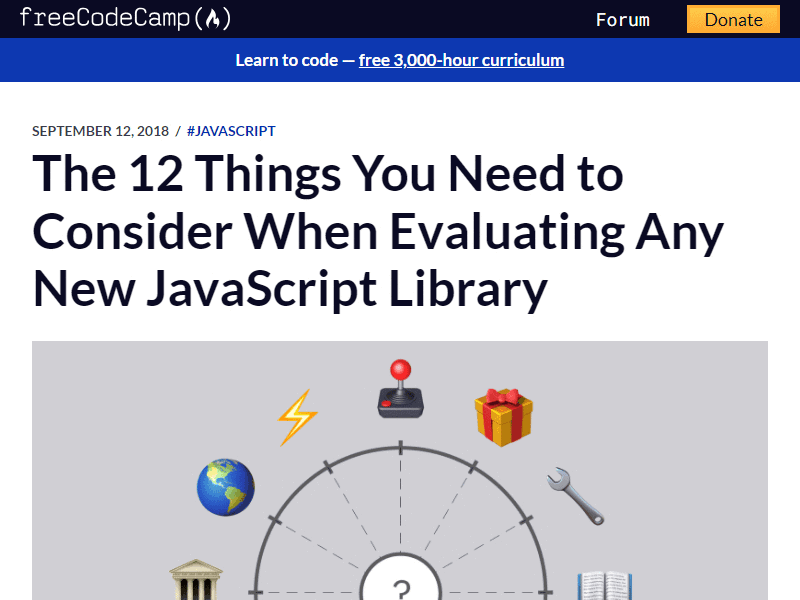 freeCodeCamp(🔥)
Forum
Donate
Learn to code — free 3,000-hour curriculum
SEPTEMBER 12, 2018 / #JAVASCRIPT
The 12 Things You Need to
Consider When Evaluating Any
New JavaScript Library
?